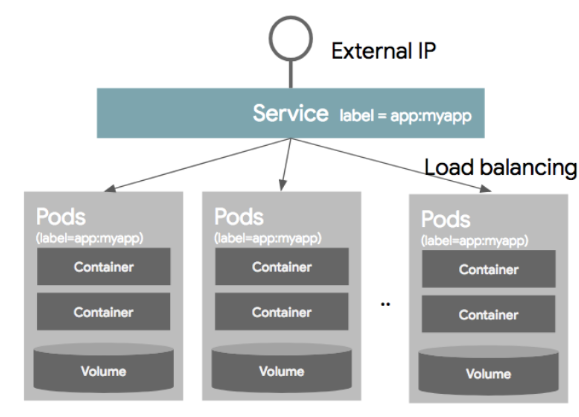 External IP
Service label = app:myapp
Load balancing
Pods
(label=app:myapp)
Container
Container
Volume
Pods
(label=app:myapp)
Container
Container
Volume
..
Pods
(label=app:myapp)
Container
Container
Volume